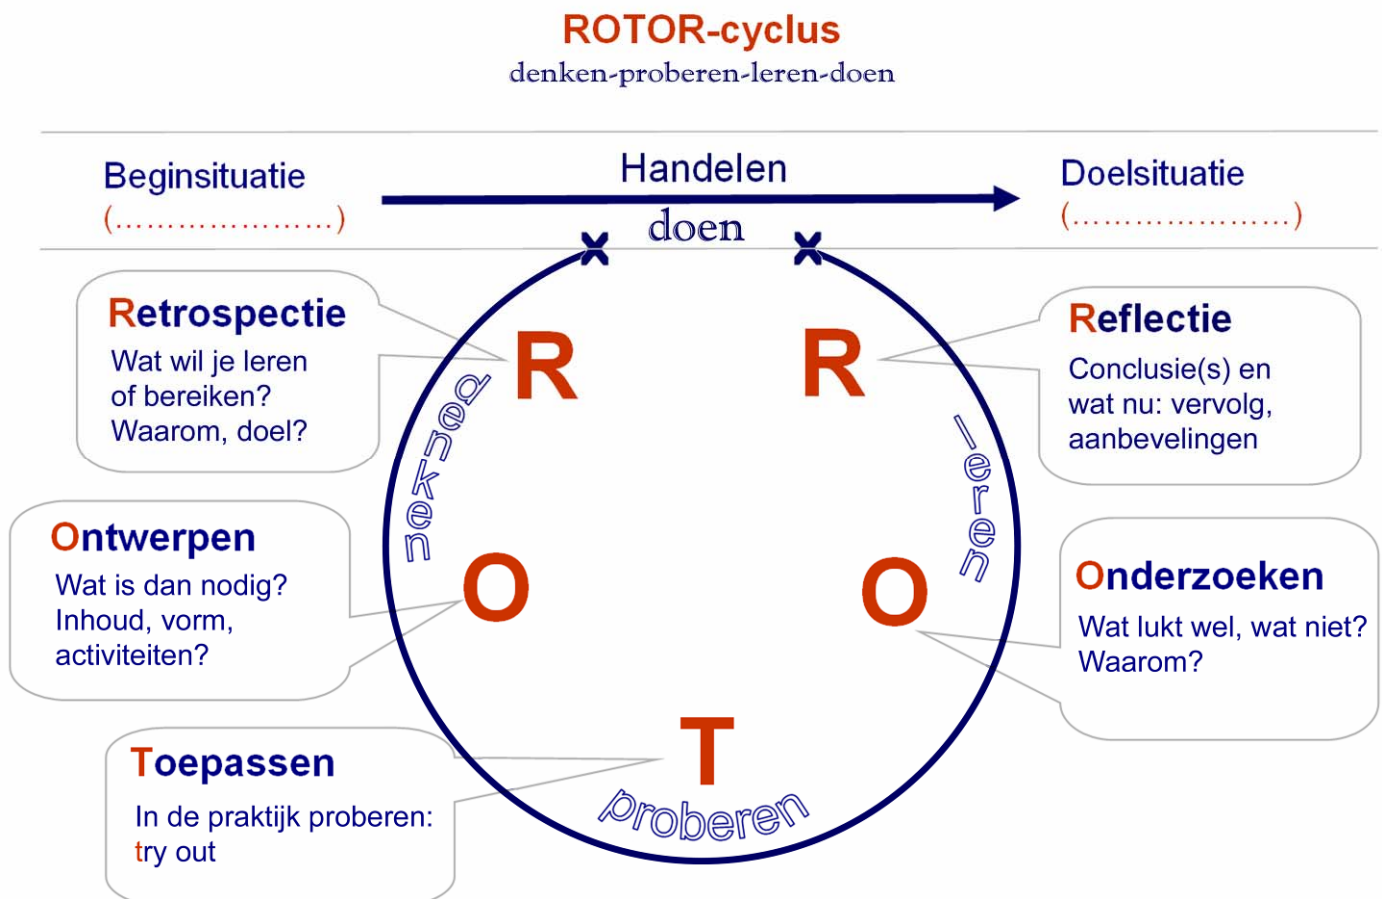 ROTOR-cyclus
denken-proberen-leren-doen
Beginsituatie
(.....................)
Handelen
doen
Doelsituatie
(.....................)
Retrospectie
Wat wil je leren
of bereiken?
Waarom, doel?
R
denken
Ontwerpen
Wat is dan nodig?
Inhoud, vorm,
activiteiten?
O
Toepassen
In de praktijk proberen:
try out
T
proberen
Onderzoeken
Wat lukt wel, wat niet?
Waarom?
O
leren
Reflectie
Conclusie(s) en
wat nu: vervolg,
aanbevelingen
R